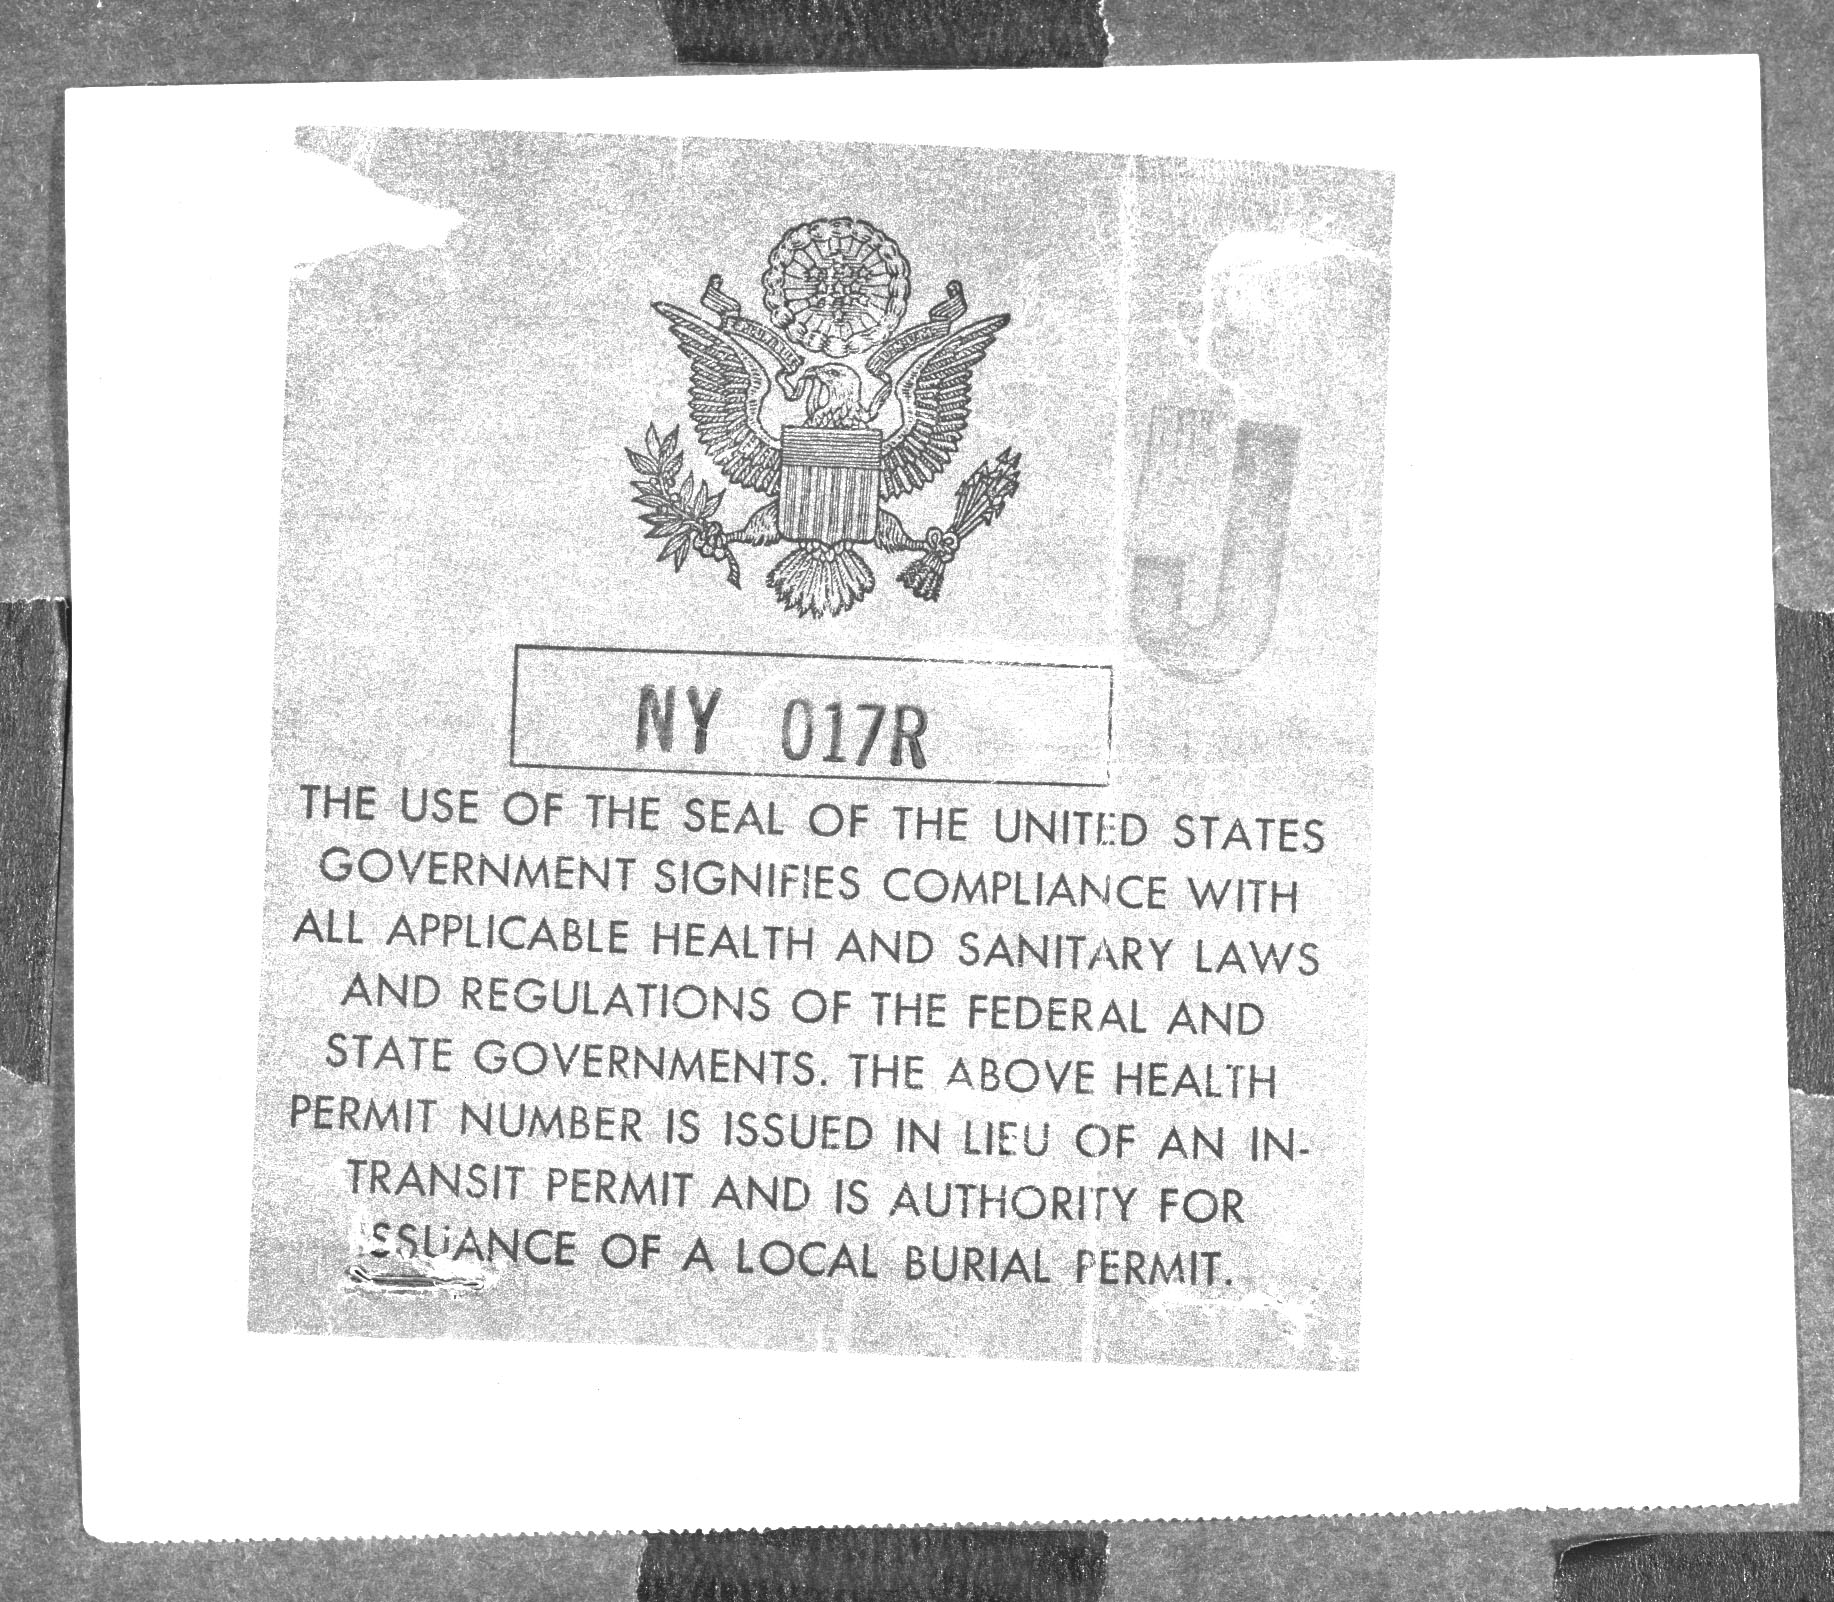 NY 017R
THE USE OF THE SEAL OF THE UNITED STATES
GOVERNMENT SIGNIFIES COMPLIANCE WITH
ALL APPLICABLE HEALTH AND SANITARY LAWS
AND REGULATIONS OF THE FEDERAL AND
STATE GOVERNMENTS. THE ABOVE HEALTH
PERMIT NUMBER IS ISSUED IN LIEU OF AN IN-
TRANSIT PERMIT AND IS AUTHORITY FOR
ISSUANCE OF A LOCAL BURIAL PERMIT.
J